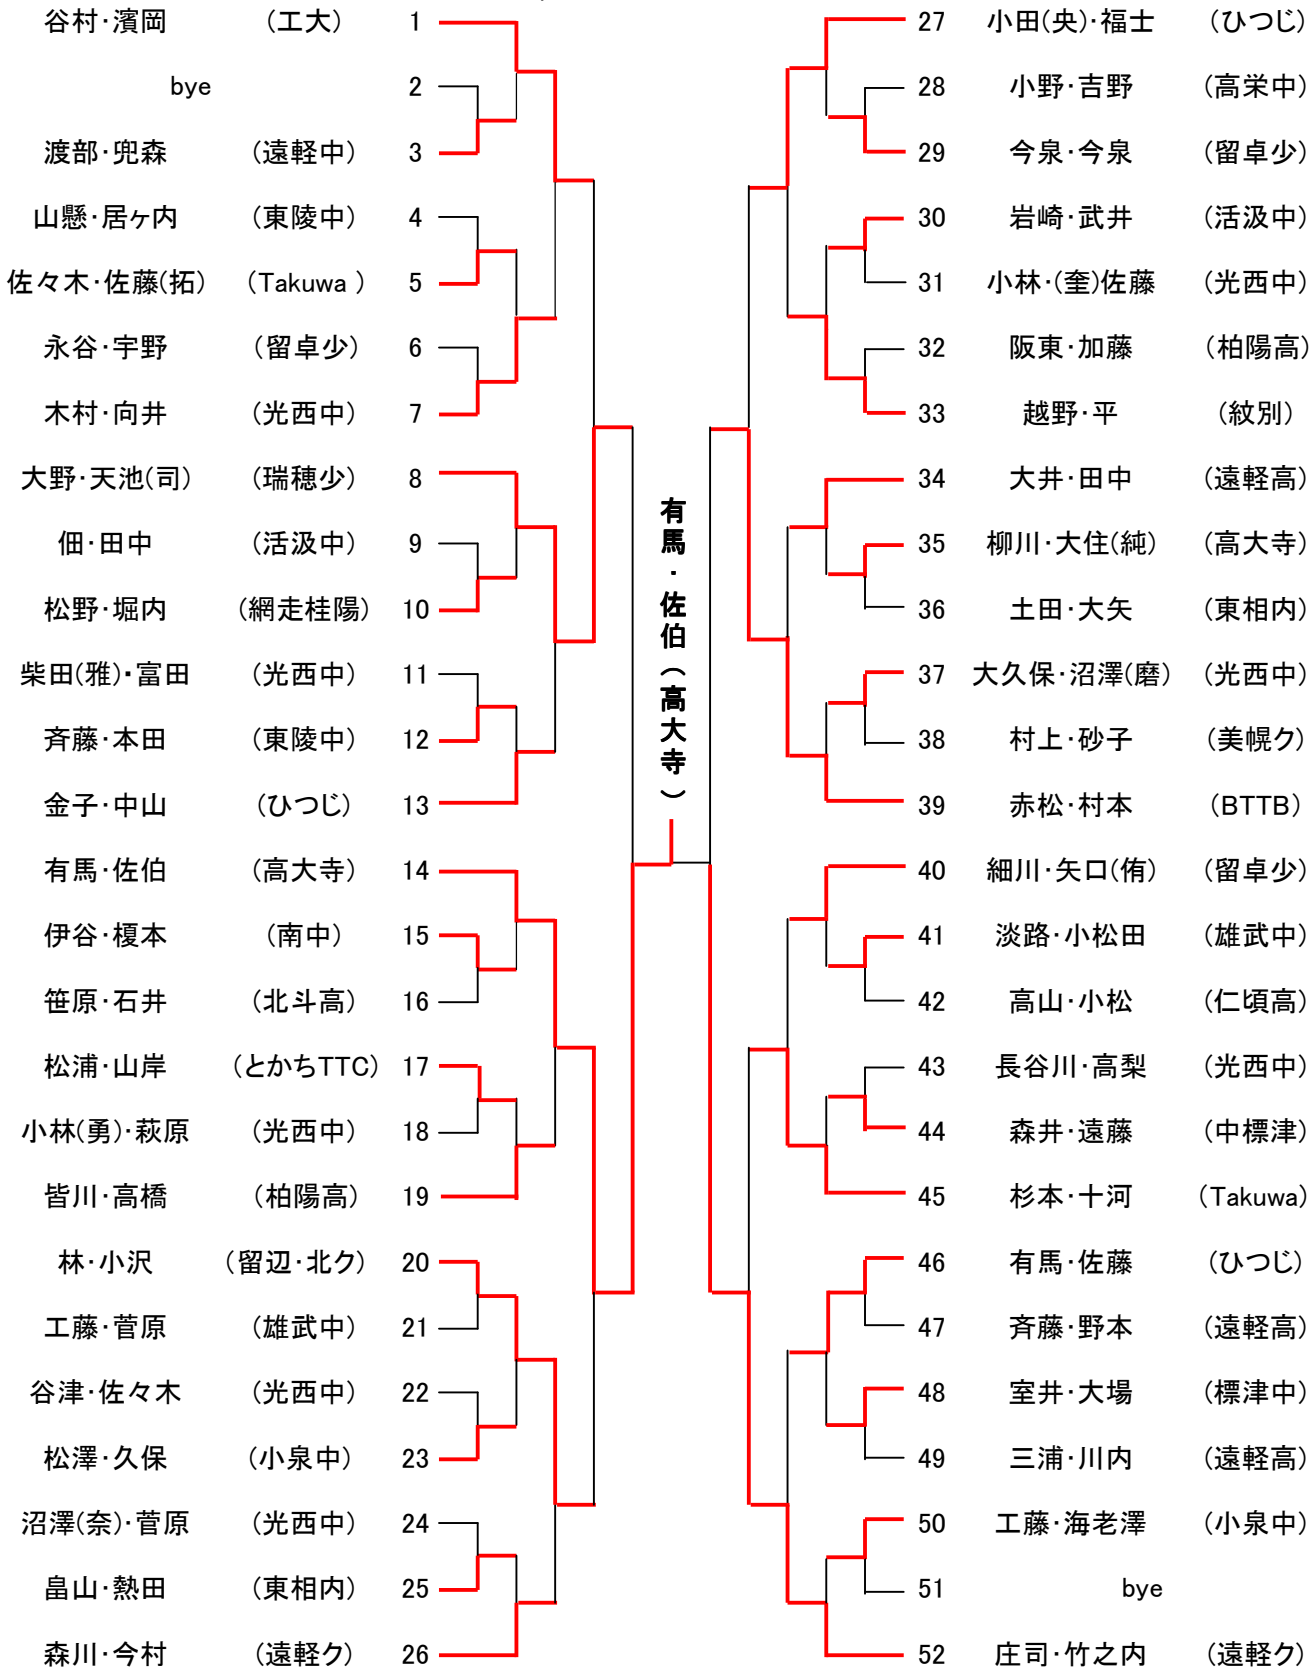 谷村・濱岡 (工大) 1
bye 2
渡部・兜森 (遠軽中) 3
山懸・居ヶ内 (東陵中) 4
佐々木・佐藤(拓) (Takuwa ) 5
永谷・宇野 (留卓少) 6
木村・向井 (光西中) 7
大野・天池(司) (瑞穂少) 8
佃・田中 (活汲中) 9
松野・堀内 (網走桂陽) 10
柴田(雅)・富田 (光西中) 11
斉藤・本田 (東陵中) 12
金子・中山 (ひつじ) 13
有馬・佐伯 (高大寺) 14
伊谷・榎本 (南中) 15
笹原・石井 (北斗高) 16
松浦・山岸 (とかちTTC) 17
小林(勇)・萩原 (光西中) 18
皆川・高橋 (柏陽高) 19
林・小沢 (留辺・北ク) 20
工藤・菅原 (雄武中) 21
谷津・佐々木 (光西中) 22
松澤・久保 (小泉中) 23
沼澤(奈)・菅原 (光西中) 24
畠山・熱田 (東相内) 25
森川・今村 (遠軽ク) 26
有馬・佐伯(高大寺)
27 小田(央)・福士 (ひつじ)
28 小野・吉野 (高栄中)
29 今泉・今泉 (留卓少)
30 岩崎・武井 (活汲中)
31 小林・(奎)佐藤 (光西中)
32 阪東・加藤 (柏陽高)
33 越野・平 (紋別)
34 大井・田中 (遠軽高)
35 柳川・大住(純) (高大寺)
36 土田・大矢 (東相内)
37 大久保・沼澤(磨) (光西中)
38 村上・砂子 (美幌ク)
39 赤松・村本 (BTTB)
40 細川・矢口(侑) (留卓少)
41 淡路・小松田 (雄武中)
42 高山・小松 (仁頃高)
43 長谷川・高梨 (光西中)
44 森井・遠藤 (中標津)
45 杉本・十河 (Takuwa)
46 有馬・佐藤 (ひつじ)
47 斉藤・野本 (遠軽高)
48 室井・大場 (標津中)
49 三浦・川内 (遠軽高)
50 工藤・海老澤 (小泉中)
51 bye
52 庄司・竹之内 (遠軽ク)